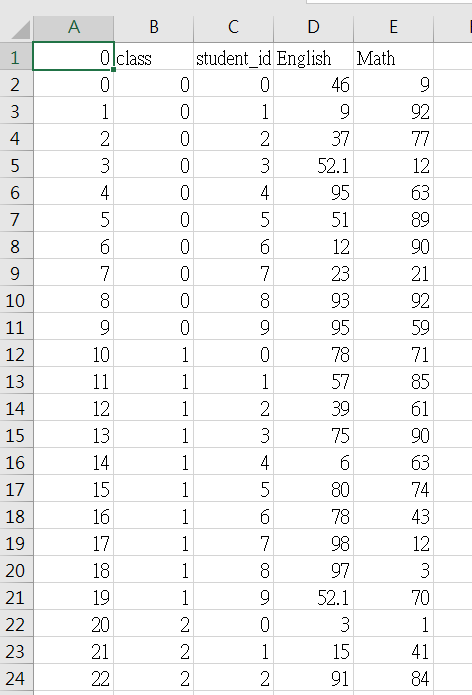 A B C D E
1 0 class student_id English Math
2 0 0 0 46 9
3 1 0 1 9 92
4 2 0 2 37 77
5 3 0 3 52.1 12
6 4 0 4 95 63
7 5 0 5 51 89
8 6 0 6 12 90
9 7 0 7 23 21
10 8 0 8 93 92
11 9 0 9 95 59
12 10 1 0 78 71
13 11 1 1 57 85
14 12 1 2 39 61
15 13 1 3 75 90
16 14 1 4 6 63
17 15 1 5 80 74
18 16 1 6 78 43
19 17 1 7 98 12
20 18 1 8 97 3
21 19 1 9 52.1 70
22 20 2 0 3 1
23 21 2 1 15 41
24 22 2 2 91 84